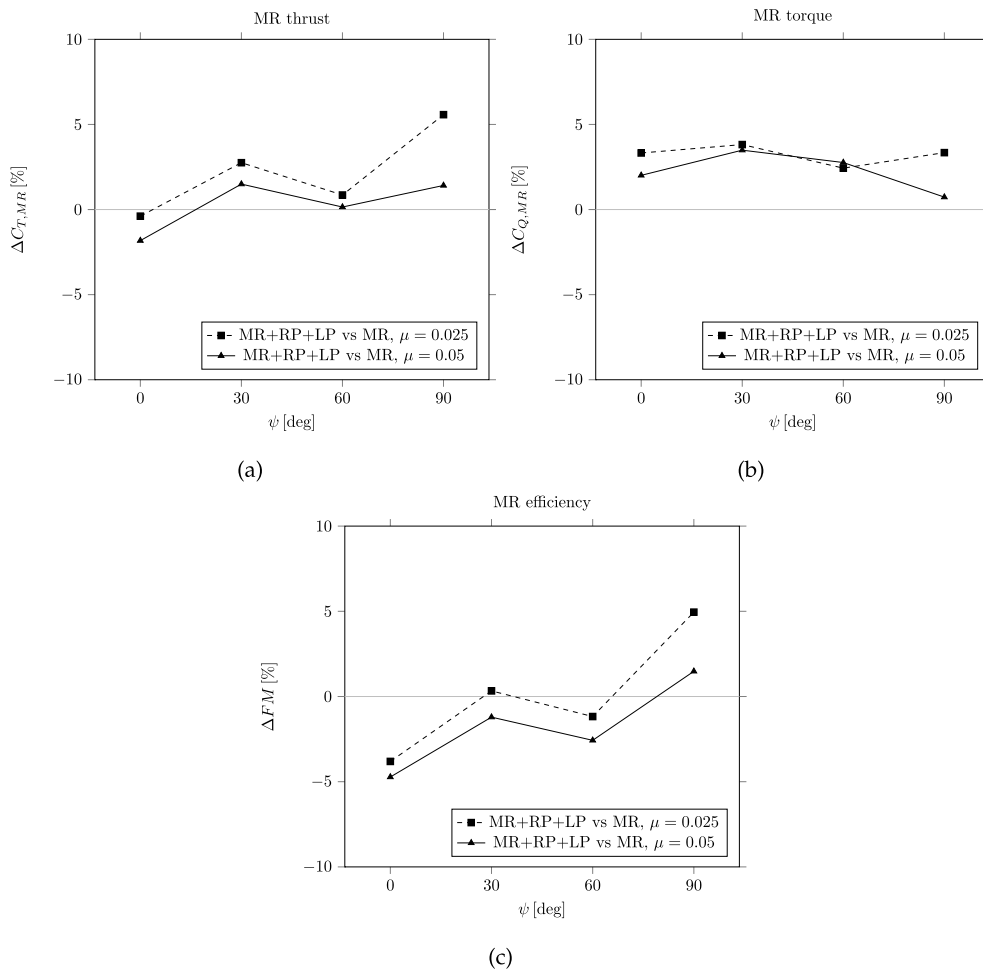 MR thrust
10
5
0
−5
−10
ΔC_{T,MR} [%]
MR+RP+LP vs MR, μ = 0.025
MR+RP+LP vs MR, μ = 0.05
0 30 60 90
ψ [deg]
(a)
MR torque
10
5
0
−5
−10
ΔC_{Q,MR} [%]
MR+RP+LP vs MR, μ = 0.025
MR+RP+LP vs MR, μ = 0.05
0 30 60 90
ψ [deg]
(b)
MR efficiency
10
5
0
−5
−10
ΔFM [%]
MR+RP+LP vs MR, μ = 0.025
MR+RP+LP vs MR, μ = 0.05
0 30 60 90
ψ [deg]
(c)